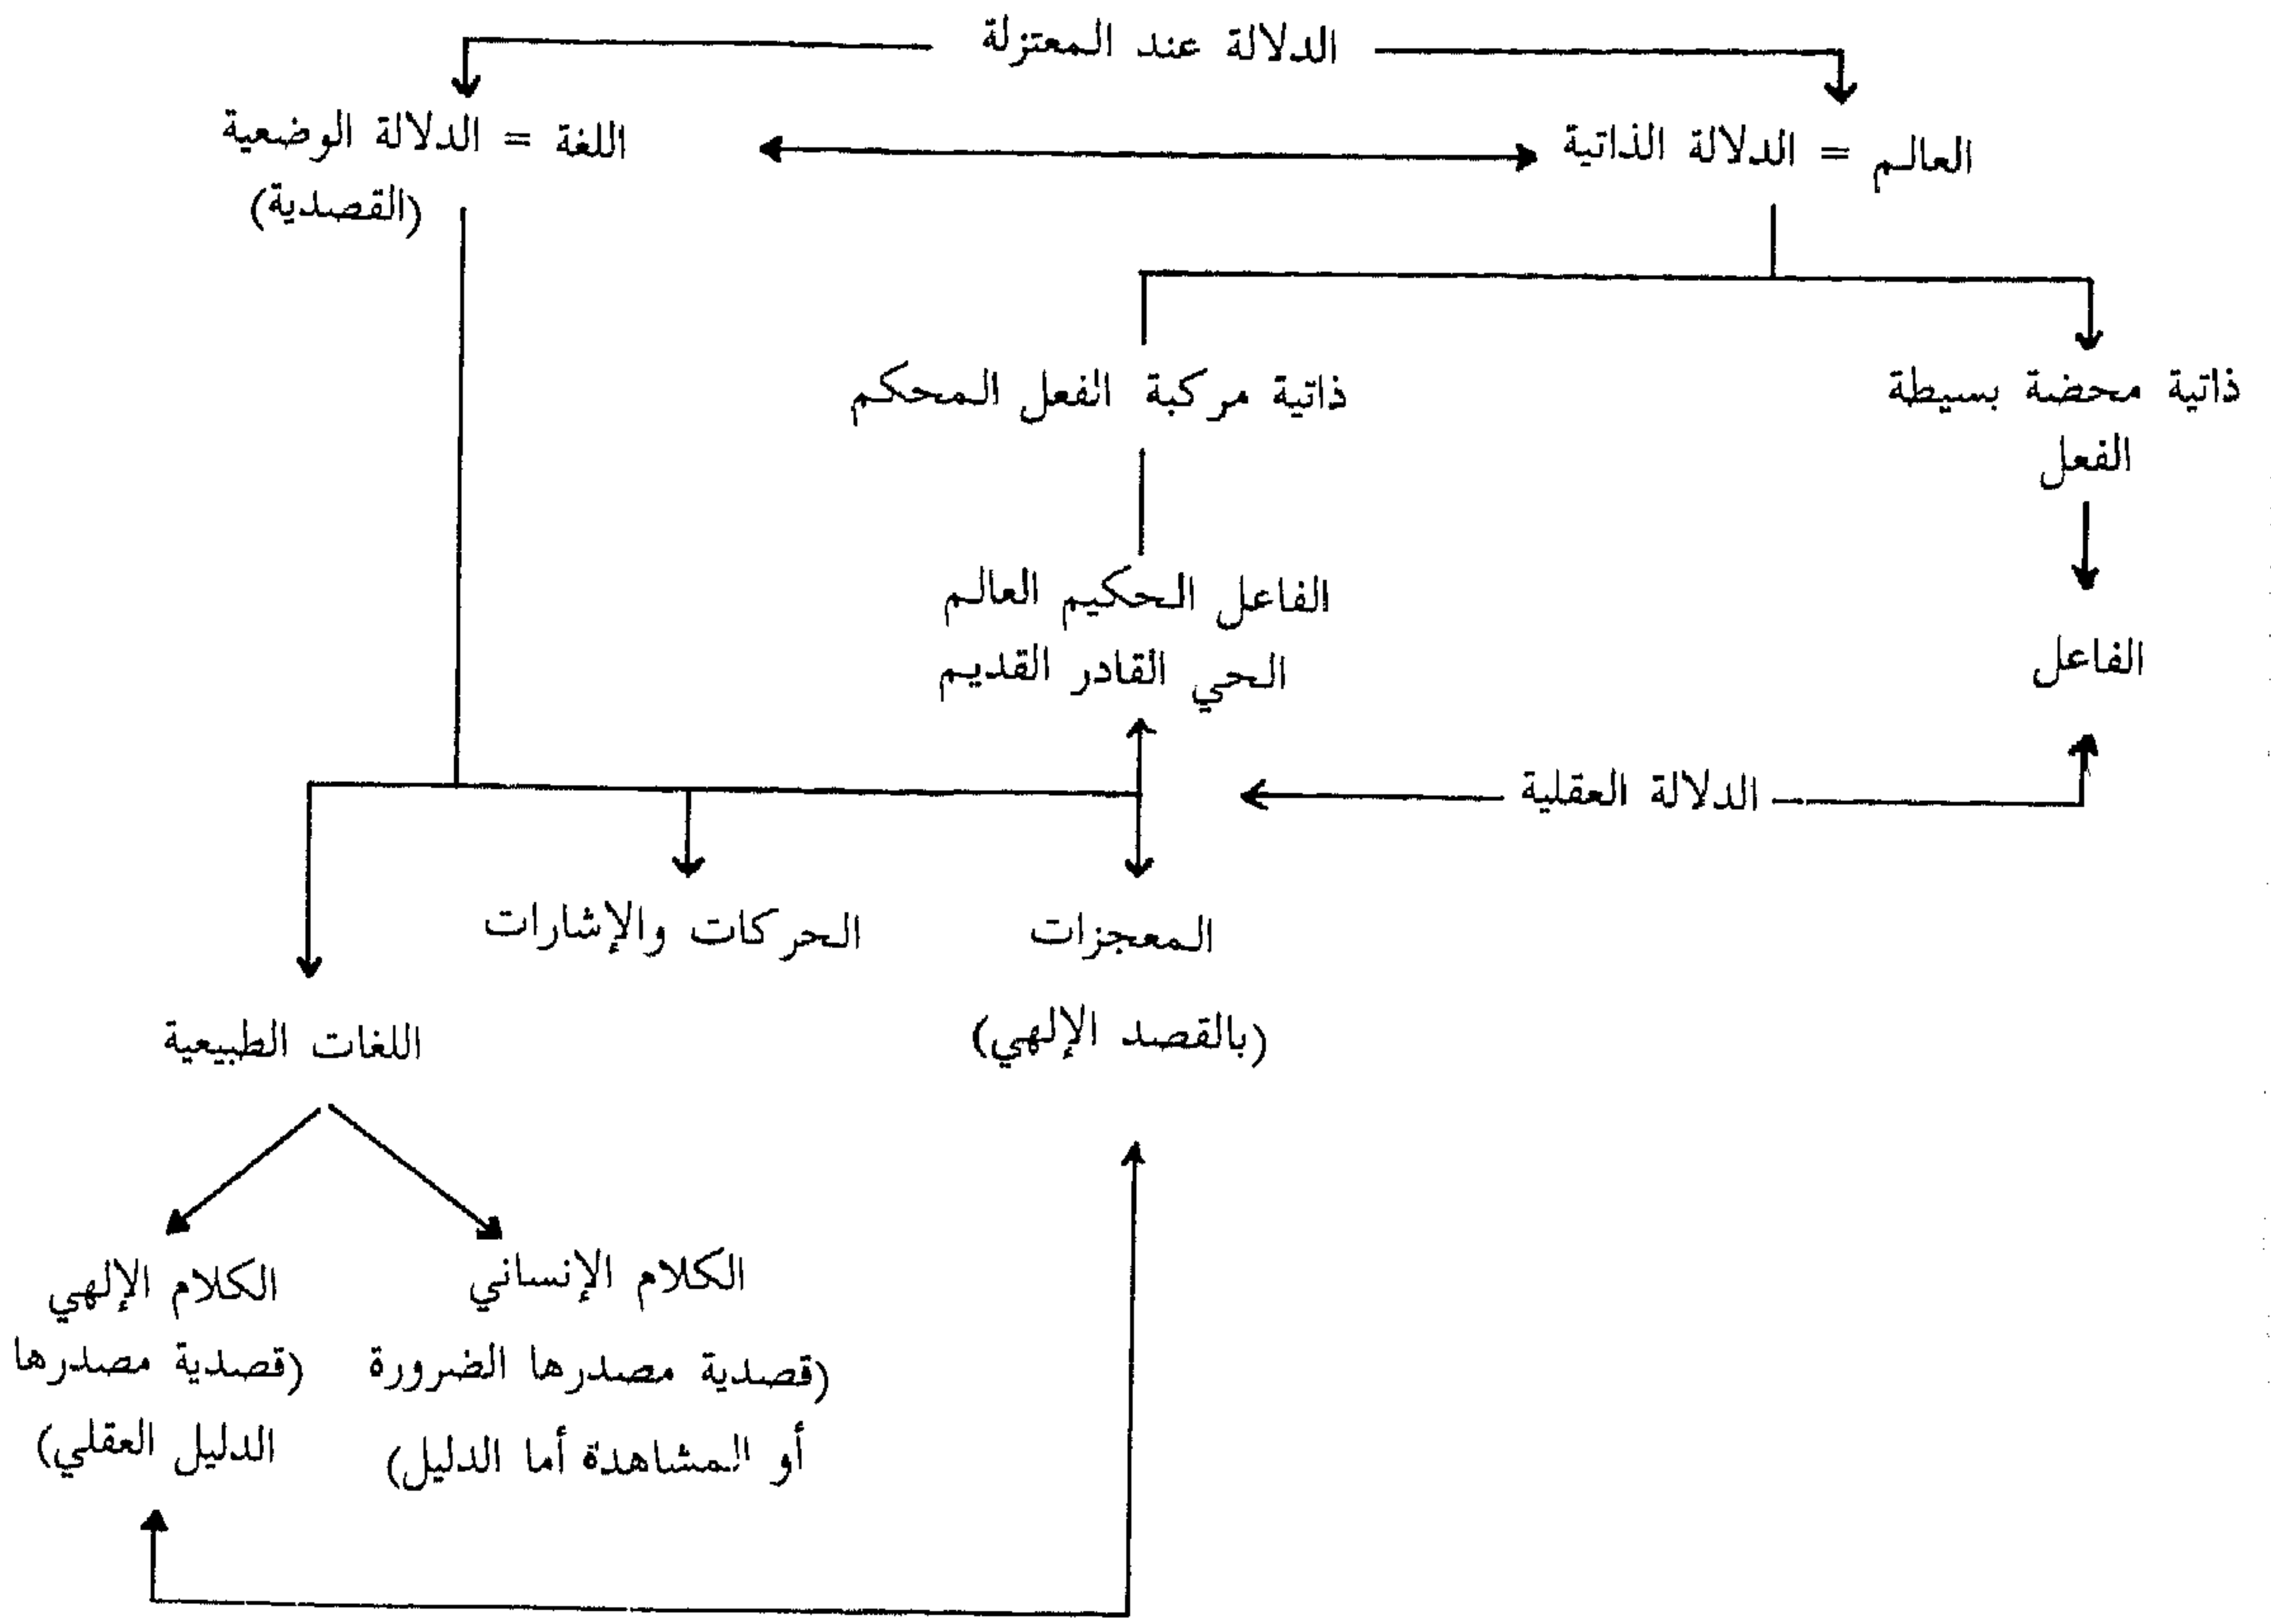 الدلالة عند المعتزلة
العالم = الدلالة الذاتية
اللغة = الدلالة الوضعية
(القصدية)
ذاتية محضة بسيطة
الفعل
ذاتية مركبة الفعل المحكم
الفاعل الحكيم العالم
الحي القادر القديم
الفاعل
الدلالة العقلية
المعجزات
(بالقصد الإلهي)
الحركات والإشارات
اللغات الطبيعية
الكلام الإنساني
(قصدية مصدرها الضرورة
أو المشاهدة أما الدليل)
الكلام الإلهي
(قصدية مصدرها
الدليل العقلي)